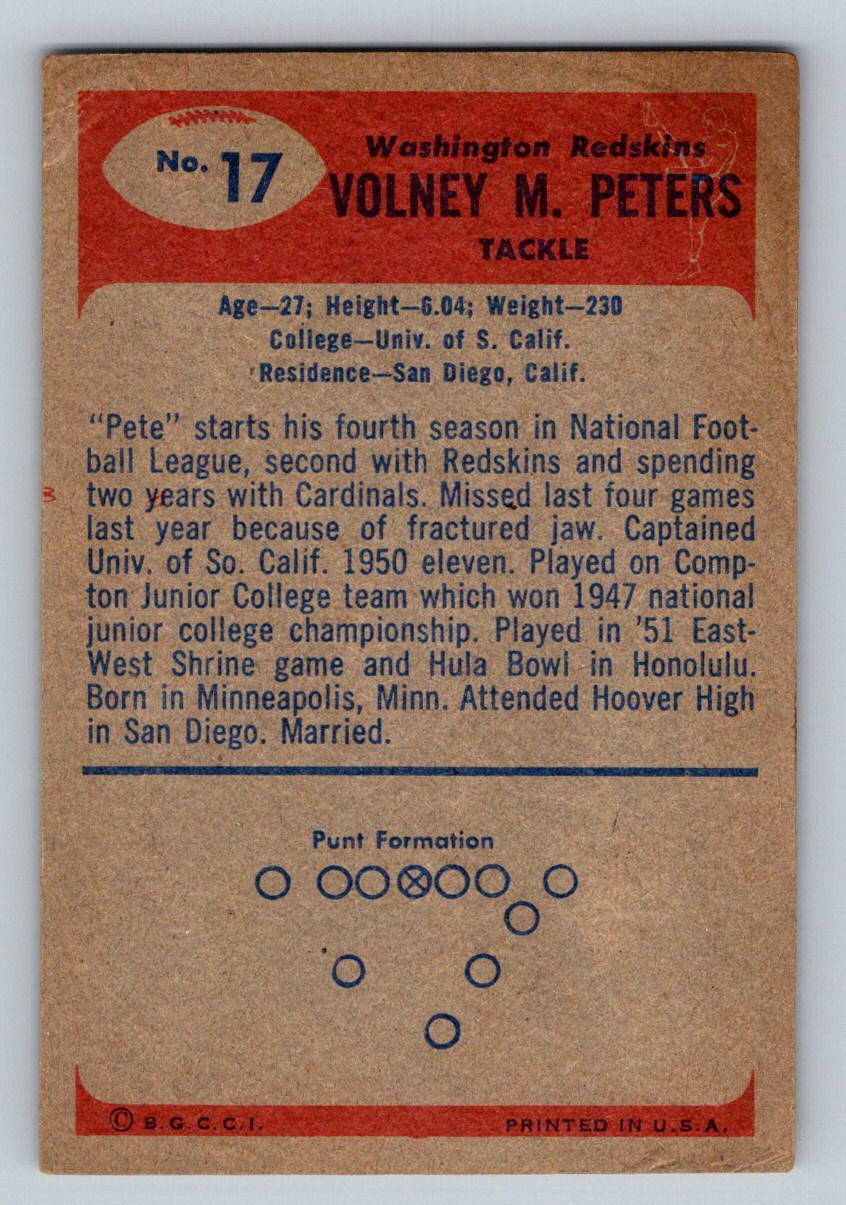 No. 17
Washington Redskins
VOLNEY M. PETERS
TACKLE
Age—27; Height—6.04; Weight—230
College—Univ. of S. Calif.
Residence—San Diego, Calif.
"Pete" starts his fourth season in National Foot-
ball League, second with Redskins and spending
two years with Cardinals. Missed last four games
last year because of fractured jaw. Captained
Univ. of So. Calif. 1950 eleven. Played on Comp-
ton Junior College team which won 1947 national
junior college championship. Played in '51 East-
West Shrine game and Hula Bowl in Honolulu.
Born in Minneapolis, Minn. Attended Hoover High
in San Diego. Married.
Punt Formation
© B.G.C.C.I.
PRINTED IN U.S.A.